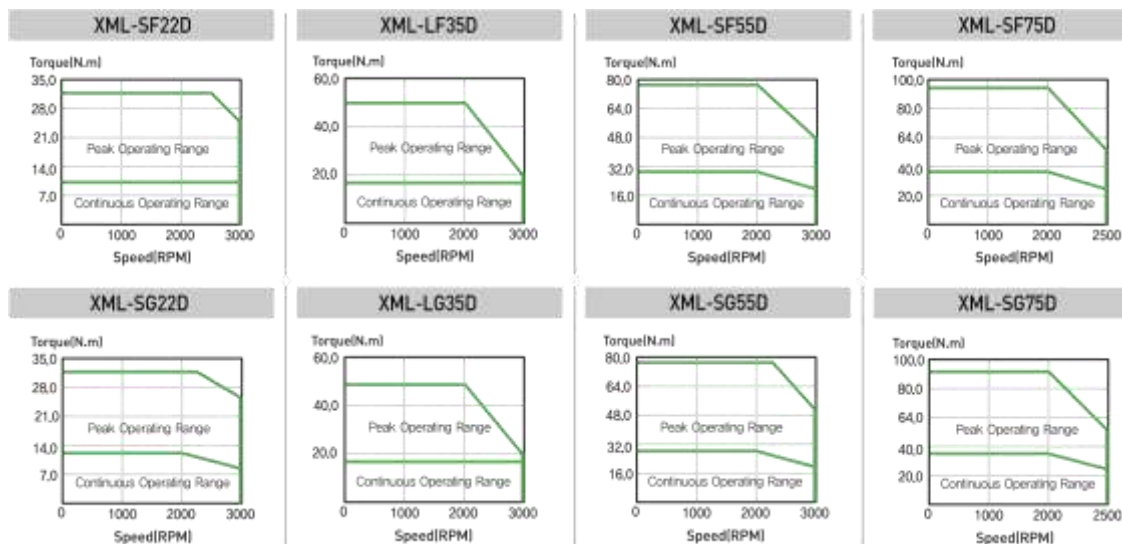 XML-SF22D
Torque(N.m)
35,0
28,0
21,0
14,0
7,0
Peak Operating Range
Continuous Operating Range
0 1000 2000 3000
Speed(RPM)
XML-LF35D
Torque(N.m)
60,0
40,0
20,0
Peak Operating Range
Continuous Operating Range
0 1000 2000 3000
Speed(RPM)
XML-SF55D
Torque(N.m)
80,0
64,0
48,0
32,0
16,0
Peak Operating Range
Continuous Operating Range
0 1000 2000 3000
Speed(RPM)
XML-SF75D
Torque(N.m)
100,0
80,0
64,0
40,0
20,0
Peak Operating Range
Continuous Operating Range
0 1000 2000 2500
Speed(RPM)
XML-SG22D
Torque(N.m)
35,0
28,0
21,0
14,0
7,0
Peak Operating Range
Continuous Operating Range
0 1000 2000 3000
Speed(RPM)
XML-LG35D
Torque(N.m)
60,0
40,0
20,0
Peak Operating Range
Continuous Operating Range
0 1000 2000 3000
Speed(RPM)
XML-SG55D
Torque(N.m)
80,0
64,0
48,0
32,0
16,0
Peak Operating Range
Continuous Operating Range
0 1000 2000 3000
Speed(RPM)
XML-SG75D
Torque(N.m)
100,0
80,0
64,0
40,0
20,0
Peak Operating Range
Continuous Operating Range
0 1000 2000 2500
Speed(RPM)